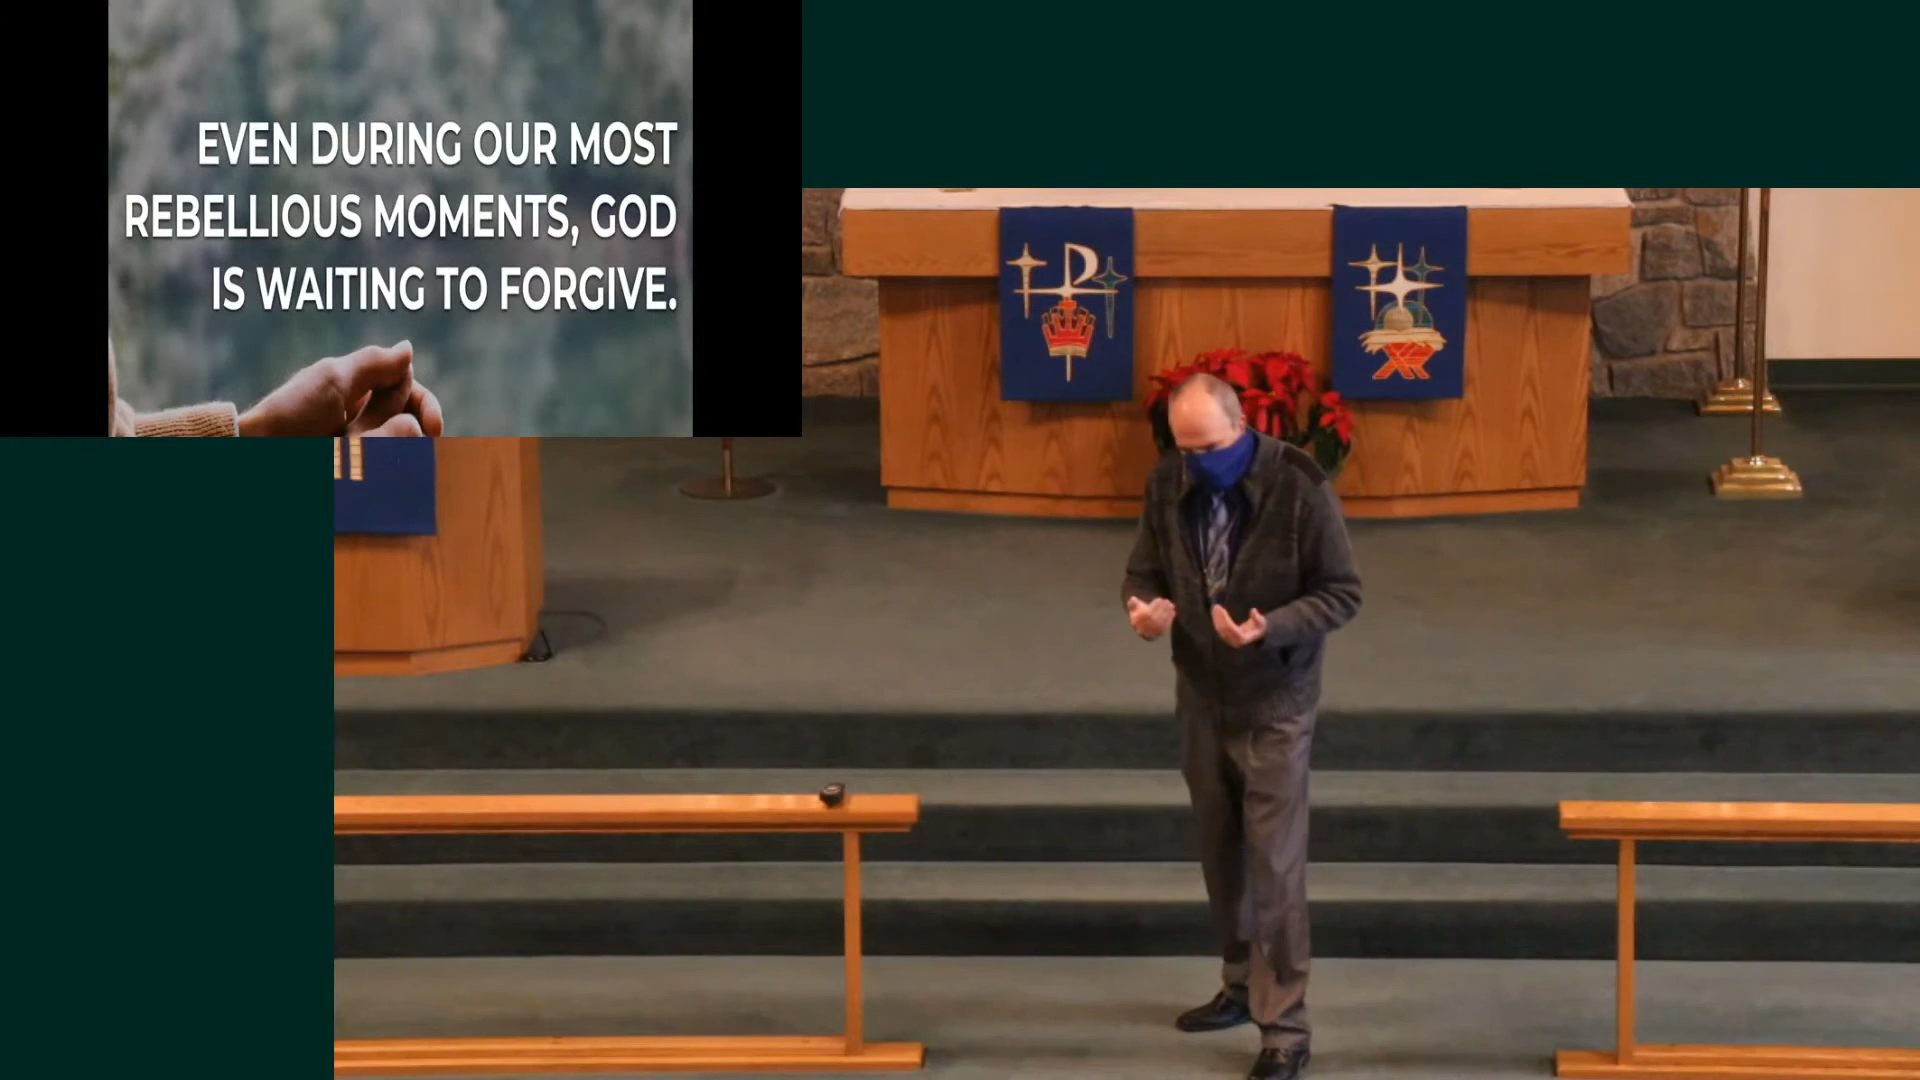 EVEN DURING OUR MOST
REBELLIOUS MOMENTS, GOD
IS WAITING TO FORGIVE.